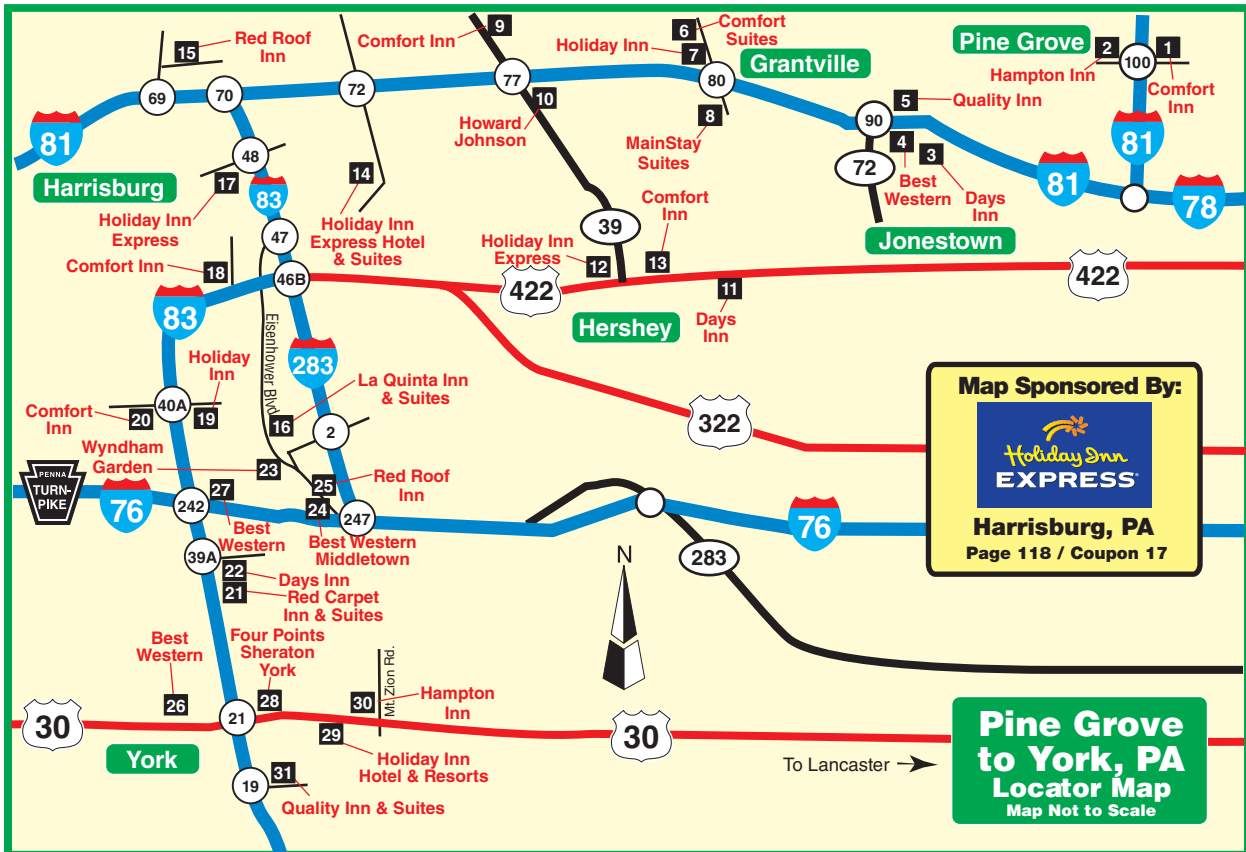 9
Comfort Inn
6
Comfort
Suites
Holiday Inn
7
Pine Grove
2
1
Hampton Inn
100
Comfort
Inn
15
Red Roof
Inn
Grantville
69
70
72
77
80
10
Howard
Johnson
8
MainStay
Suites
90
5
Quality Inn
4
3
Best
Western
Days
Inn
72
Jonestown
81
81
81
78
48
Harrisburg
17
Holiday Inn
Express
83
14
Holiday Inn
Express Hotel
& Suites
39
Comfort
Inn
13
Holiday Inn
Express
12
47
Comfort Inn
18
46B
422
422
11
Days
Inn
Hershey
83
Eisenhower Blvd
283
Holiday
Inn
La Quinta Inn
& Suites
40A
Comfort
Inn
20
19
16
2
322
Map Sponsored By:
Holiday Inn
EXPRESS®
Harrisburg, PA
Page 118 / Coupon 17
Wyndham
Garden
23
PENNA
TURN-
PIKE
76
242
27
Best
Western
25
Red Roof
Inn
24
Best Western
Middletown
247
76
283
N
39A
22
Days Inn
21
Red Carpet
Inn & Suites
Best
Western
26
Four Points
Sheraton
York
28
30
Mt. Zion Rd.
Hampton
Inn
30
21
29
Holiday Inn
Hotel & Resorts
30
York
19
31
Quality Inn & Suites
To Lancaster
Pine Grove
to York, PA
Locator Map
Map Not to Scale